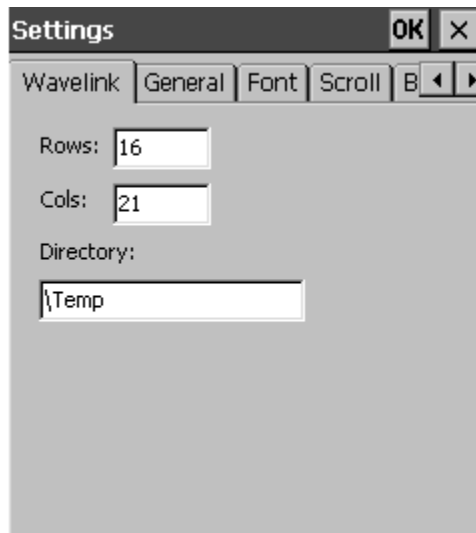 Settings OK ×
Wavelink General Font Scroll B
Rows: 16
Cols: 21
Directory:
\Temp